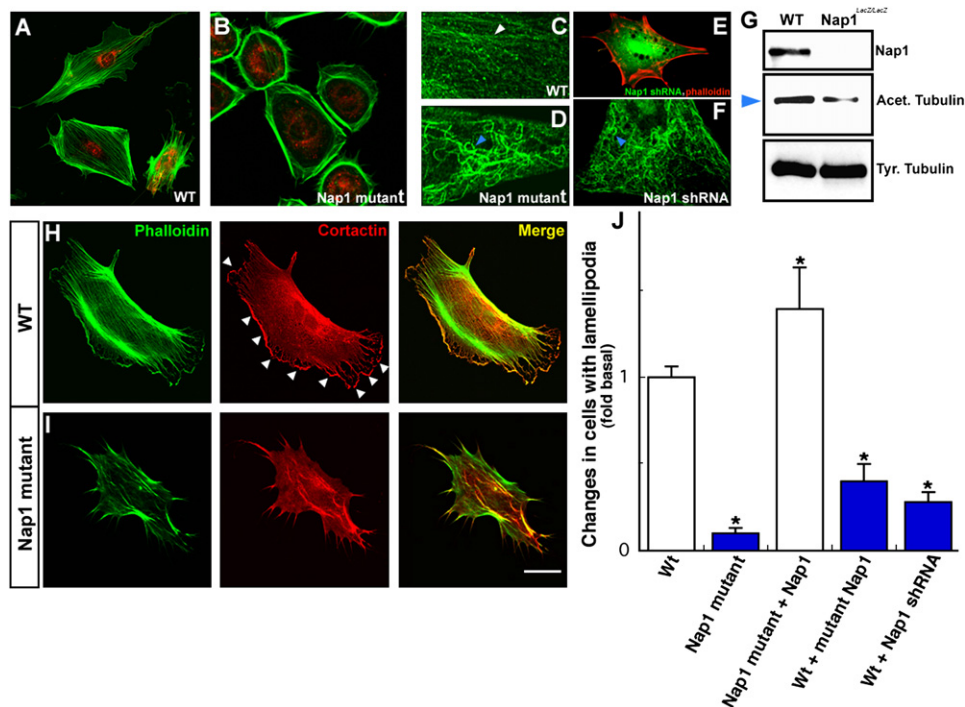 A
WT
B
Nap1 mutant
C
WT
D
Nap1 mutant
E
Nap1 shRNA, phalloidin
F
Nap1 shRNA
G
WT Nap1 LacZ/LacZ
Nap1
Acet. Tubulin
Tyr. Tubulin
H
Phalloidin
Cortactin
Merge
WT
I
Nap1 mutant
J
Changes in cells with lamellipodia
(fold basal)
1
0
*
*
*
*
Wt
Nap1 mutant
Nap1 mutant + Nap1
Wt + mutant Nap1
Wt + Nap1 shRNA